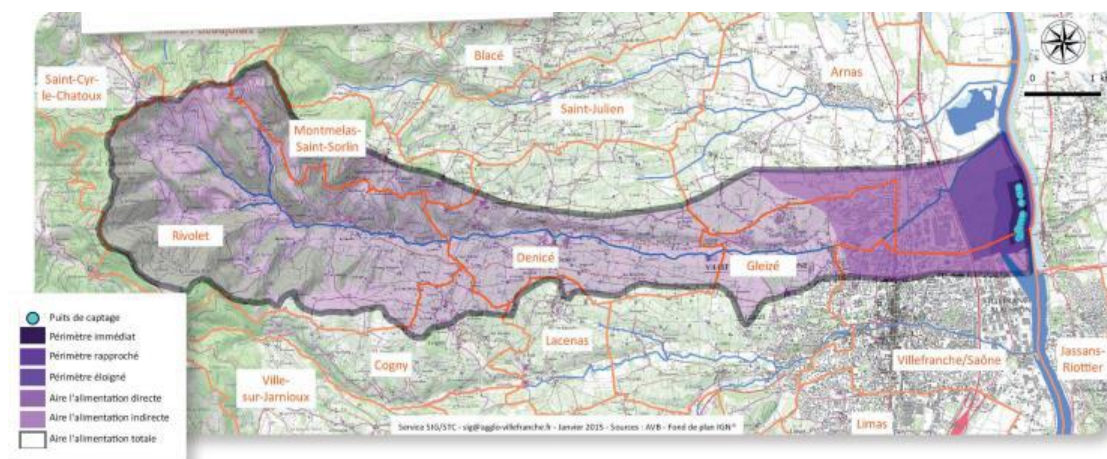 Blacé
Saint-Cyr-
le-Chatoux
Arnas
Saint-Julien
Montmelas-
Saint-Sorlin
Rivolet
Denicé
Gleizé
Lacenas
Cogny
Ville-
sur-Jarnioux
Villefranche/Saône
Jassans-
Riottier
Limas
0
Puits de captage
Périmètre immédiat
Périmètre rapproché
Périmètre éloigné
Aire l'alimentation directe
Aire l'alimentation indirecte
Aire l'alimentation totale
Service SIG/STC - sig@agglo-villefranche.fr - Janvier 2015 - Sources : AVB - Fond de plan IGN®